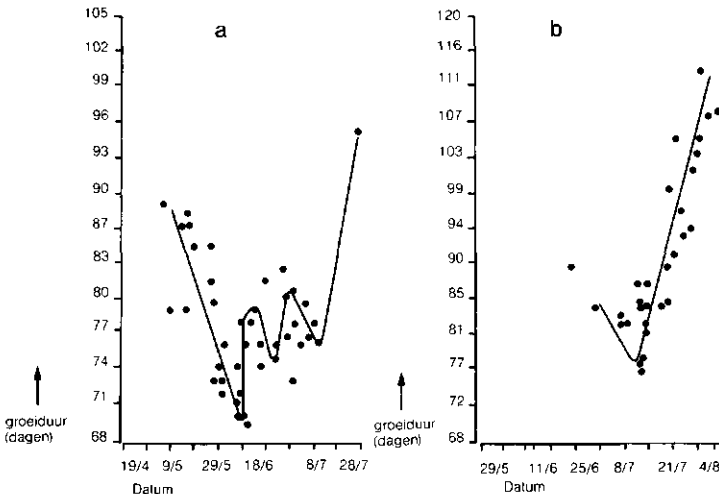 a
105
102
99
96
93
90
87
83
80
77
74
71
68
groeiduur
(dagen)
19/4 9/5 29/5 18/6 8/7 28/7
Datum
b
120
116
111
107
103
99
94
90
85
81
77
72
68
groeiduur
(dagen)
29/5 11/6 25/6 8/7 21/7 4/8
Datum